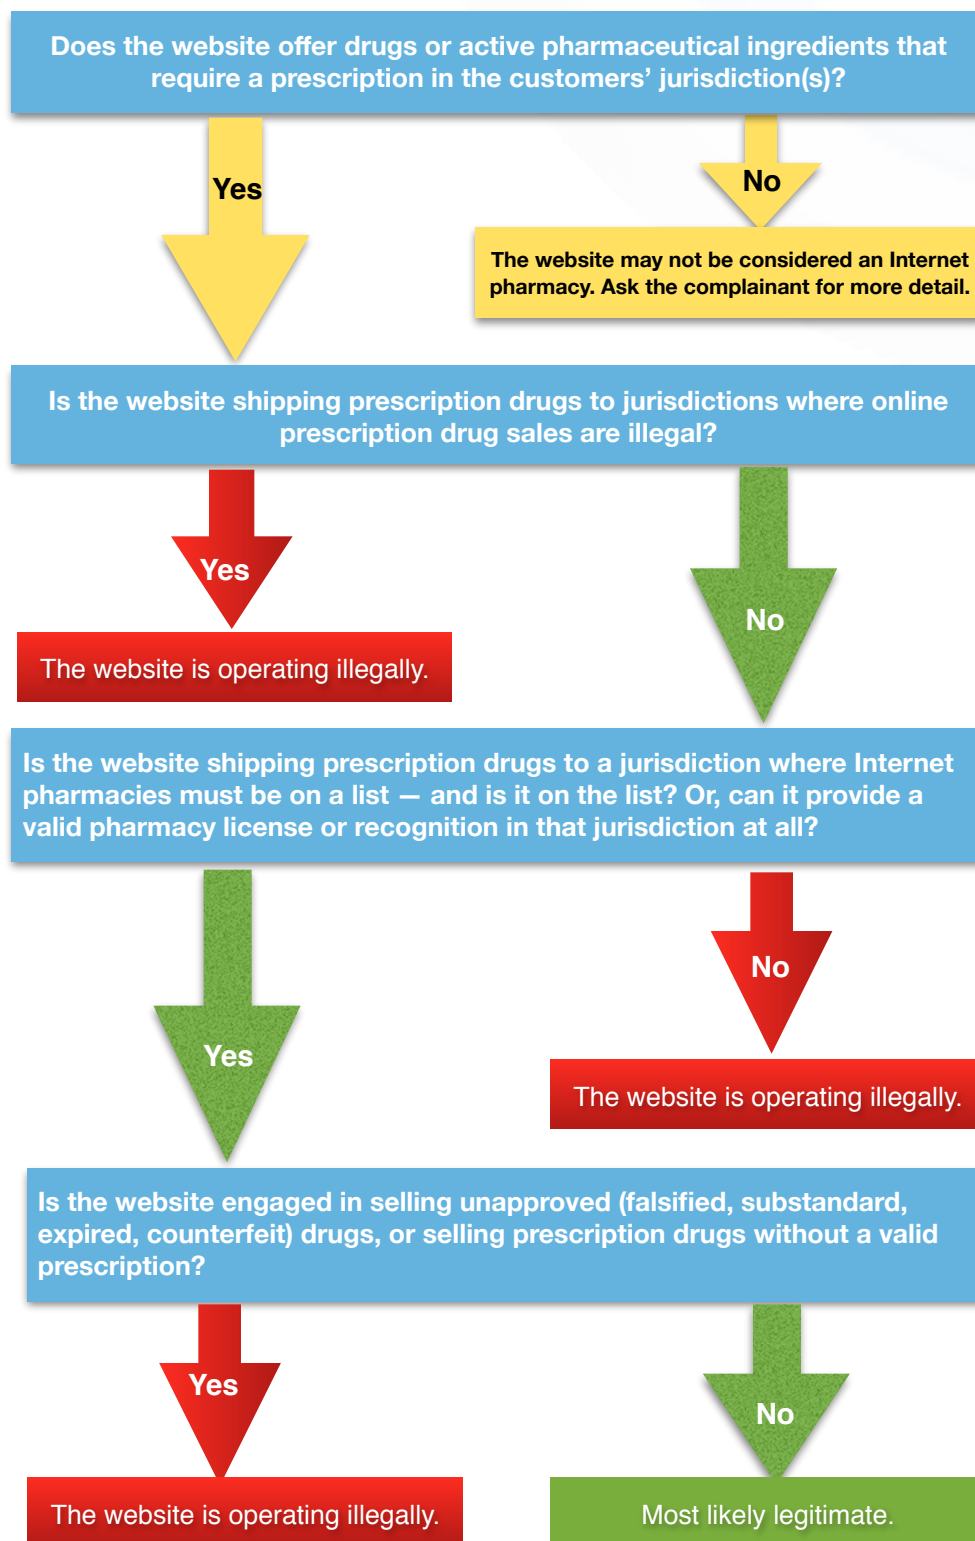 Does the website offer drugs or active pharmaceutical ingredients that
require a prescription in the customers’ jurisdiction(s)?
Yes
No
The website may not be considered an Internet
pharmacy. Ask the complainant for more detail.
Is the website shipping prescription drugs to jurisdictions where online
prescription drug sales are illegal?
Yes
No
The website is operating illegally.
Is the website shipping prescription drugs to a jurisdiction where Internet
pharmacies must be on a list — and is it on the list? Or, can it provide a
valid pharmacy license or recognition in that jurisdiction at all?
Yes
No
The website is operating illegally.
Is the website engaged in selling unapproved (falsified, substandard,
expired, counterfeit) drugs, or selling prescription drugs without a valid
prescription?
Yes
No
The website is operating illegally.
Most likely legitimate.